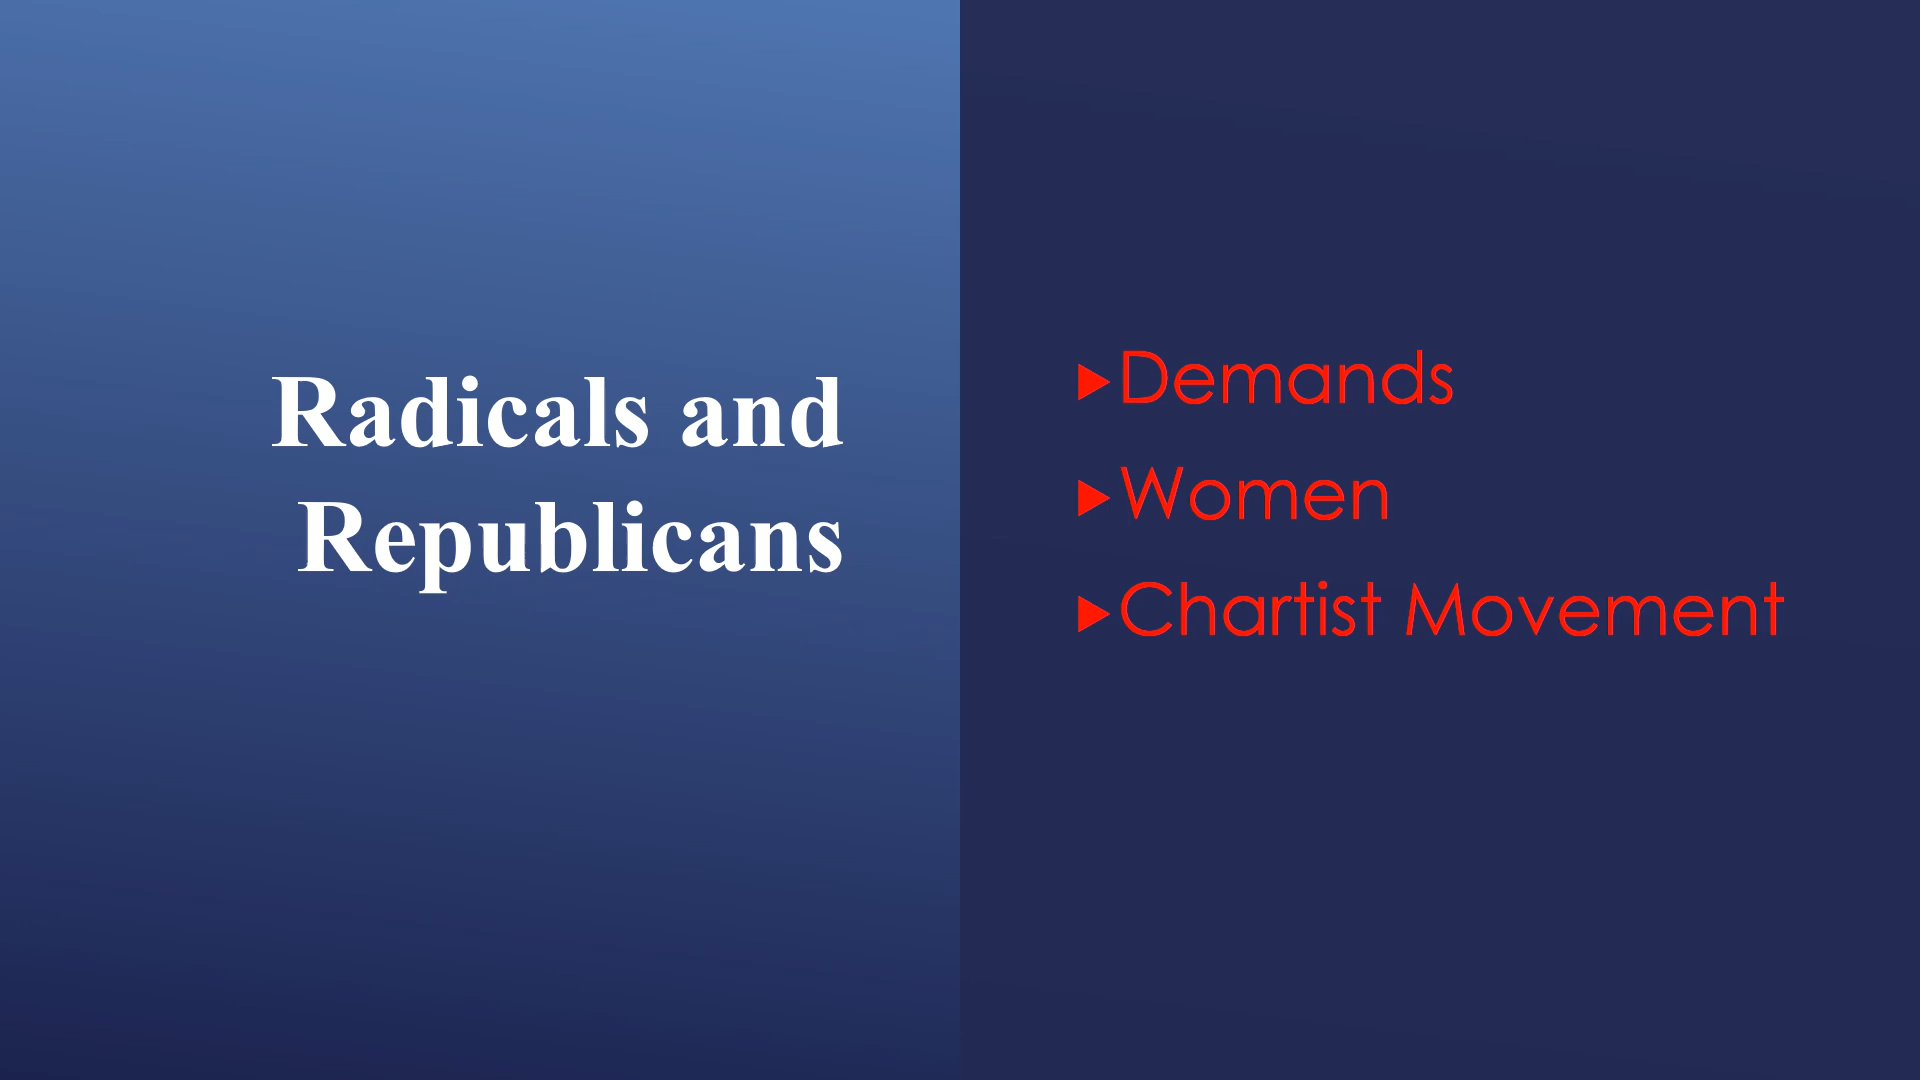 Radicals and
Republicans
▶Demands
▶Women
▶Chartist Movement